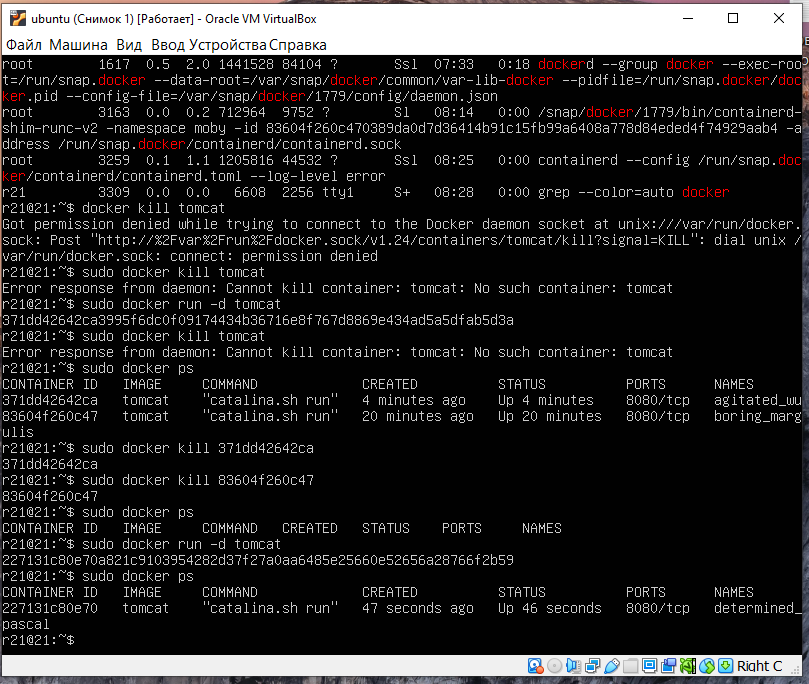 ubuntu (Снимок 1) [Работает] - Oracle VM VirtualBox
Файл Машина Вид Ввод Устройства Справка
root        1617  0.5  2.0 1441528 84104 ?       Ssl  07:33   0:18 dockerd --group docker --exec-roo
t=/run/snap.docker --data-root=/var/snap/docker/common/var-lib-docker --pidfile=/run/snap.docker/doc
ker.pid --config-file=/var/snap/docker/1779/config/daemon.json
root        3163  0.0  0.2 712964  9752 ?        Sl   08:14   0:00 /snap/docker/1779/bin/containerd-
shim-runc-v2 -namespace moby -id 83604f260c470389da0d7d36414b91c15fb99a6408a778d84eded4f74929aab4 -a
ddress /run/snap.docker/containerd/containerd.sock
root        3259  0.1  1.1 1205816 44532 ?       Ssl  08:25   0:00 containerd --config /run/snap.doc
ker/containerd/containerd.toml --log-level error
r21         3309  0.0  0.0   6608  2256 tty1     S+   08:28   0:00 grep --color=auto docker
r21@21:~$ docker kill tomcat
Got permission denied while trying to connect to the Docker daemon socket at unix:///var/run/docker.
sock: Post "http://%2Fvar%2Frun%2Fdocker.sock/v1.24/containers/tomcat/kill?signal=KILL": dial unix /
var/run/docker.sock: connect: permission denied
r21@21:~$ sudo docker kill tomcat
Error response from daemon: Cannot kill container: tomcat: No such container: tomcat
r21@21:~$ sudo docker run -d tomcat
371dd42642ca3995f6dc0f09174434b36716e8f767d8869e434ad5a5dfab5d3a
r21@21:~$ sudo docker kill tomcat
Error response from daemon: Cannot kill container: tomcat: No such container: tomcat
r21@21:~$ sudo docker ps
CONTAINER ID   IMAGE     COMMAND             CREATED          STATUS          PORTS      NAMES
371dd42642ca   tomcat    "catalina.sh run"   4 minutes ago    Up 4 minutes    8080/tcp   agitated_wu
83604f260c47   tomcat    "catalina.sh run"   20 minutes ago   Up 20 minutes   8080/tcp   boring_marg
ulis
r21@21:~$ sudo docker kill 371dd42642ca
371dd42642ca
r21@21:~$ sudo docker kill 83604f260c47
83604f260c47
r21@21:~$ sudo docker ps
CONTAINER ID   IMAGE     COMMAND   CREATED   STATUS    PORTS     NAMES
r21@21:~$ sudo docker run -d tomcat
227131c80e70a821c9103954282d37f27a0aa6485e25660e52656a28766f2b59
r21@21:~$ sudo docker ps
CONTAINER ID   IMAGE     COMMAND             CREATED          STATUS          PORTS      NAMES
227131c80e70   tomcat    "catalina.sh run"   47 seconds ago   Up 46 seconds   8080/tcp   determined_
pascal
r21@21:~$
Right C